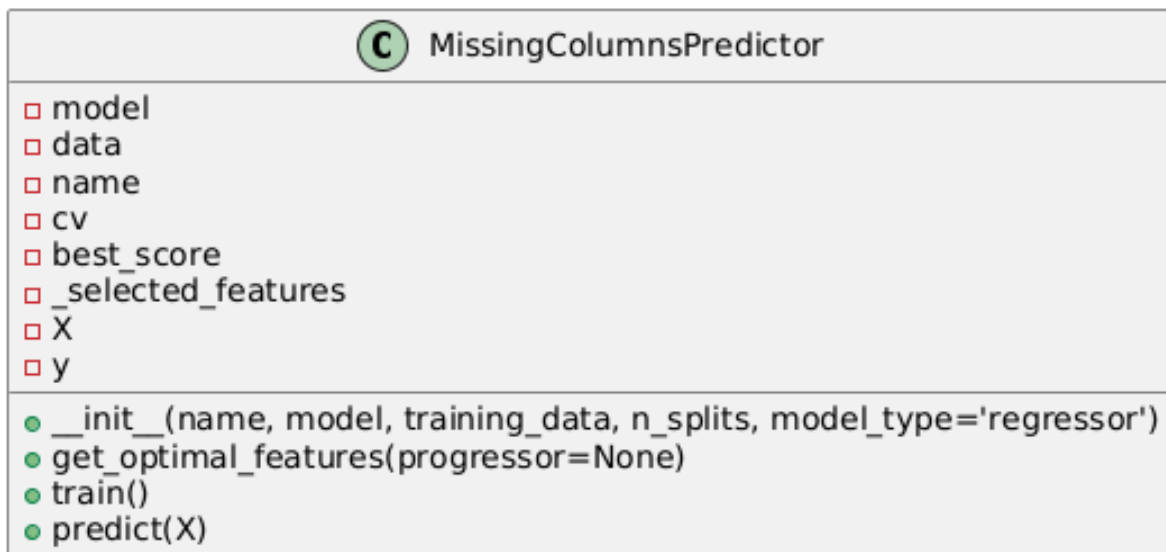 C MissingColumnsPredictor
model
data
name
cv
best_score
_selected_features
X
y
__init__(name, model, training_data, n_splits, model_type='regressor')
get_optimal_features(progressor=None)
train()
predict(X)